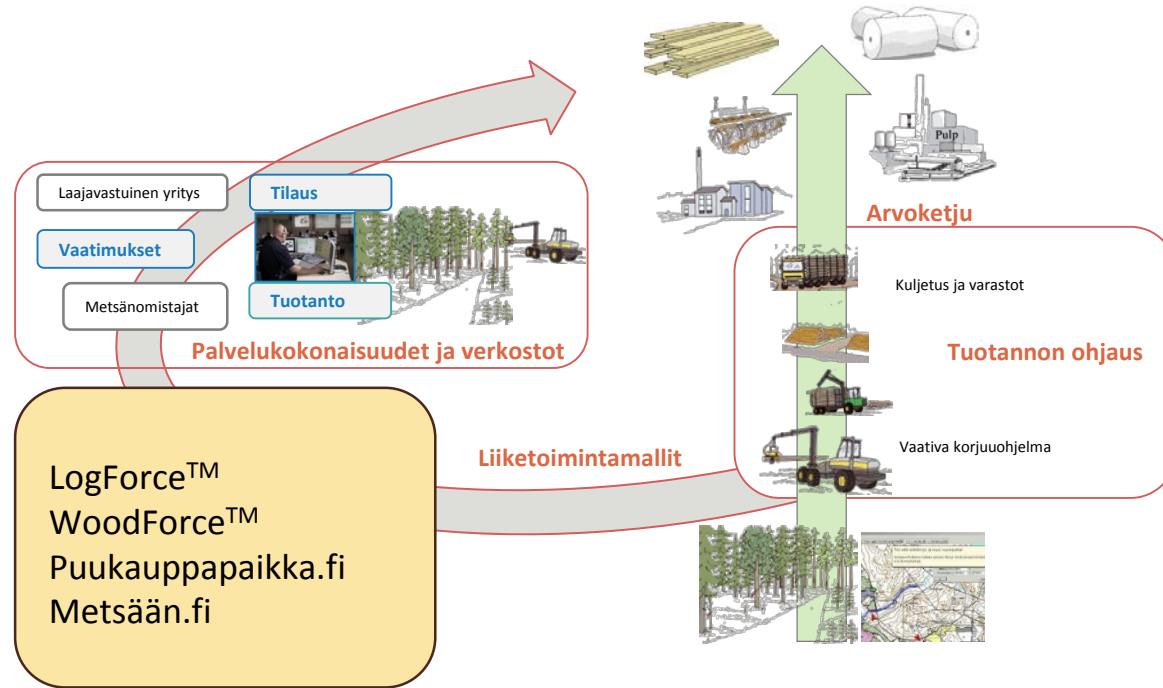 Pulp
Laajavastuinen yritys
Tilaus
Vaatimukset
Metsänomistajat
Tuotanto
Palvelukokonaisuudet ja verkostot
Arvoketju
Kuljetus ja varastot
Tuotannon ohjaus
Vaativa korjuuohjelma
Liiketoimintamallit
LogForce™
WoodForce™
Puukauppapaikka.fi
Metsään.fi